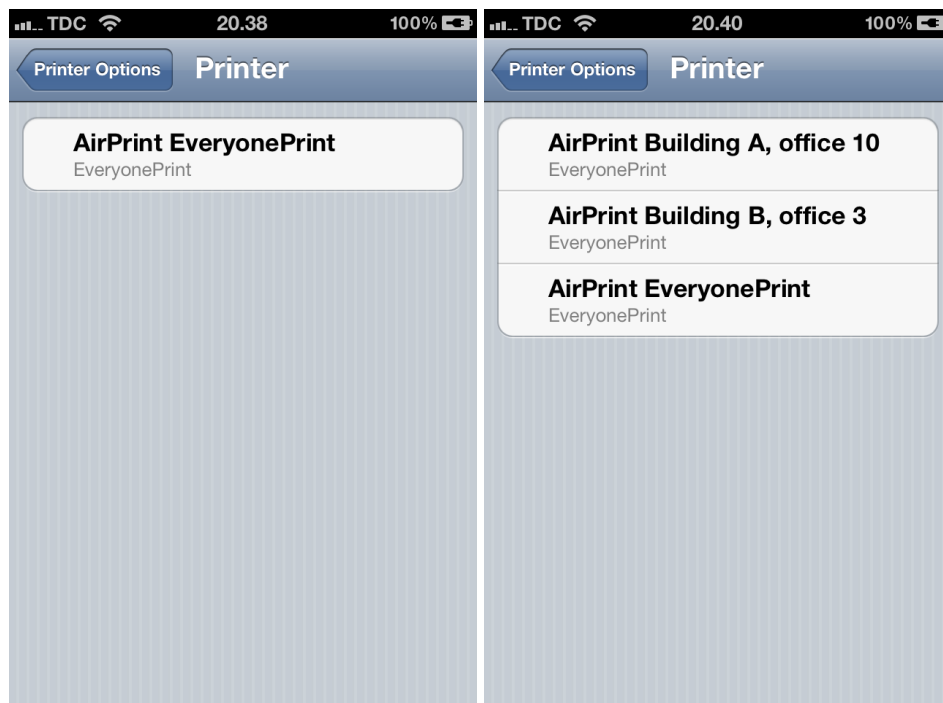 TDC 20.38 100%
Printer Options Printer
AirPrint EveryonePrint
EveryonePrint
TDC 20.40 100%
Printer Options Printer
AirPrint Building A, office 10
EveryonePrint
AirPrint Building B, office 3
EveryonePrint
AirPrint EveryonePrint
EveryonePrint